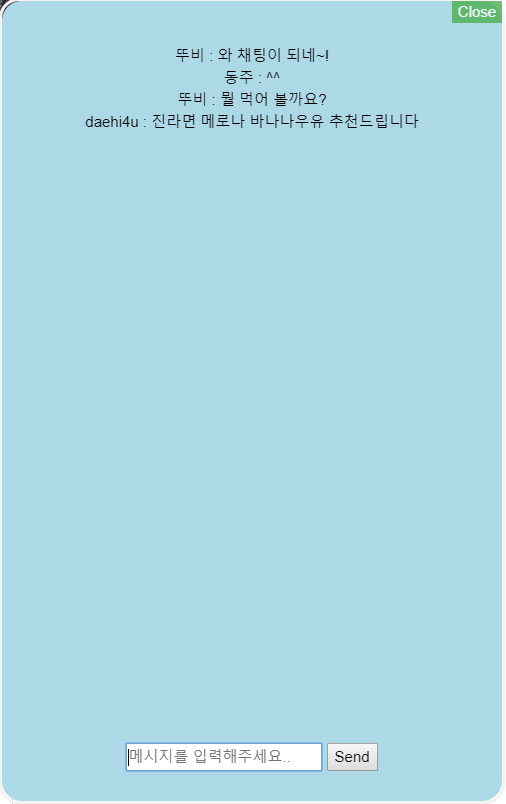 Close
뚜비 : 와 채팅이 되네~!
동주 : ^^
뚜비 : 뭘 먹어 볼까요?
daehi4u : 진라면 메로나 바나나우유 추천드립니다
메시지를 입력해주세요..
Send